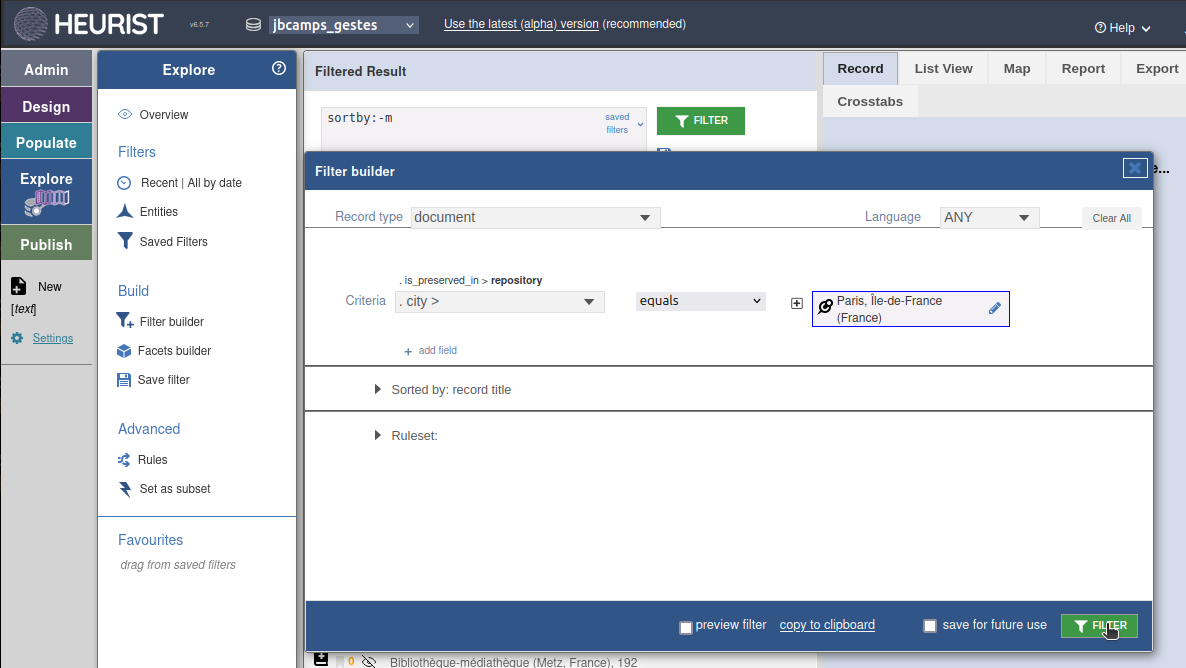 HEURIST
v6.5.7
jbcamps_gestes
Use the latest (alpha) version (recommended)
Help
Admin
Design
Populate
Explore
Publish
New
[text]
Settings
Explore
Overview
Filters
Recent | All by date
Entities
Saved Filters
Build
Filter builder
Facets builder
Save filter
Advanced
Rules
Set as subset
Favourites
drag from saved filters
Filtered Result
sortby:-m
saved
filters
FILTER
Record
List View
Map
Report
Export
Crosstabs
e...
Filter builder
Record type
document
Language
ANY
Clear All
. is_preserved_in > repository
Criteria
. city >
equals
Paris, Île-de-France
(France)
+ add field
Sorted by: record title
Ruleset:
preview filter
copy to clipboard
save for future use
FILTER
0
Bibliothèque-médiathèque (Metz, France), 192